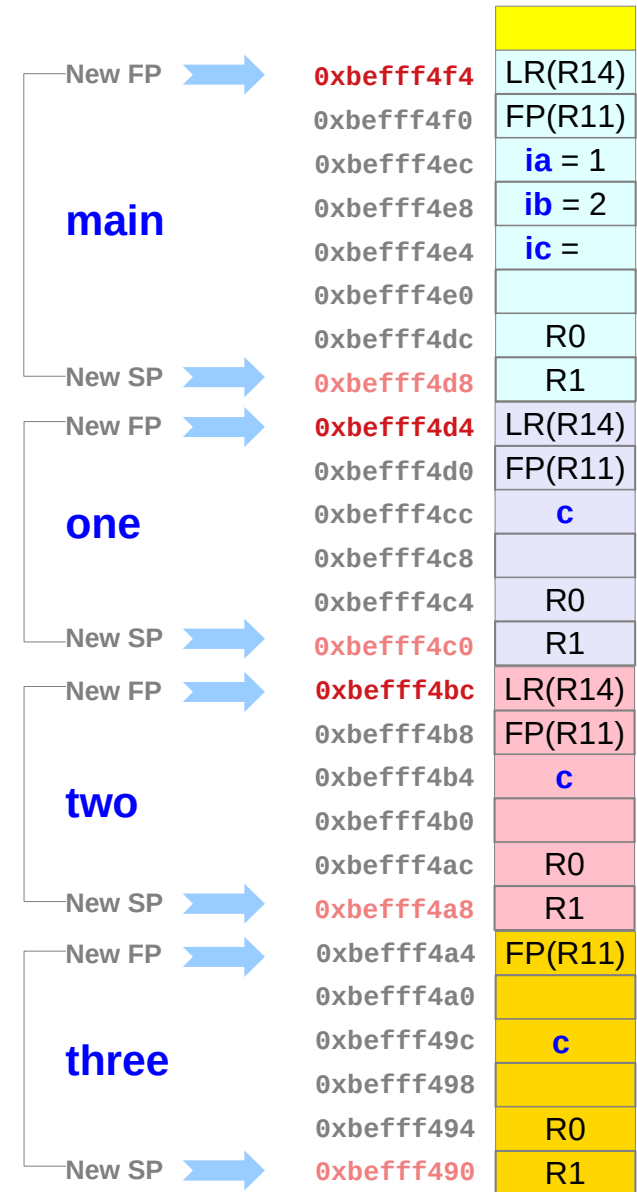 New FP 0xbefff4f4 LR(R14)
0xbefff4f0 FP(R11)
0xbefff4ec ia = 1
main 0xbefff4e8 ib = 2
0xbefff4e4 ic =
0xbefff4e0
0xbefff4dc R0
New SP 0xbefff4d8 R1
New FP 0xbefff4d4 LR(R14)
0xbefff4d0 FP(R11)
one 0xbefff4cc c
0xbefff4c8
0xbefff4c4 R0
New SP 0xbefff4c0 R1
New FP 0xbefff4bc LR(R14)
0xbefff4b8 FP(R11)
two 0xbefff4b4 c
0xbefff4b0
0xbefff4ac R0
New SP 0xbefff4a8 R1
New FP 0xbefff4a4 FP(R11)
0xbefff4a0
three 0xbefff49c c
0xbefff498
0xbefff494 R0
New SP 0xbefff490 R1